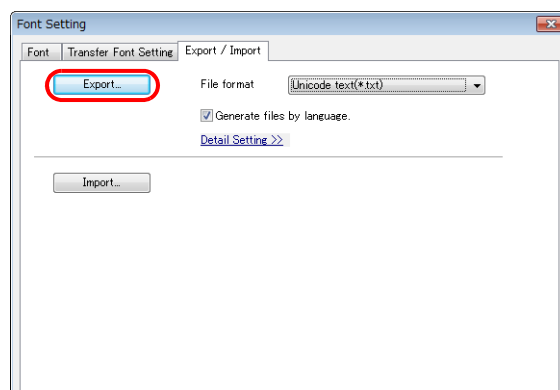 Font Setting
Font Transfer Font Setting Export / Import
Export... File format Unicode text(*.txt)
Generate files by language.
Detail Setting >>
Import...